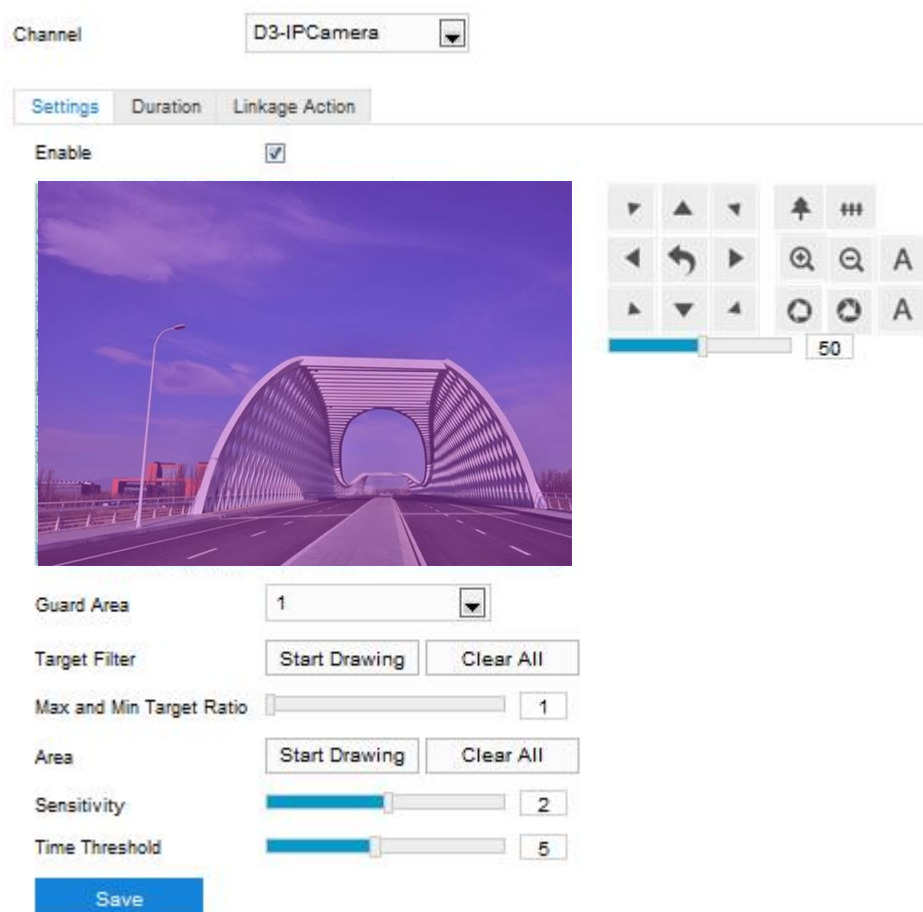 Channel D3-IPCamera
Settings Duration Linkage Action
Enable
A
A
50
Guard Area 1
Target Filter Start Drawing Clear All
Max and Min Target Ratio 1
Area Start Drawing Clear All
Sensitivity 2
Time Threshold 5
Save